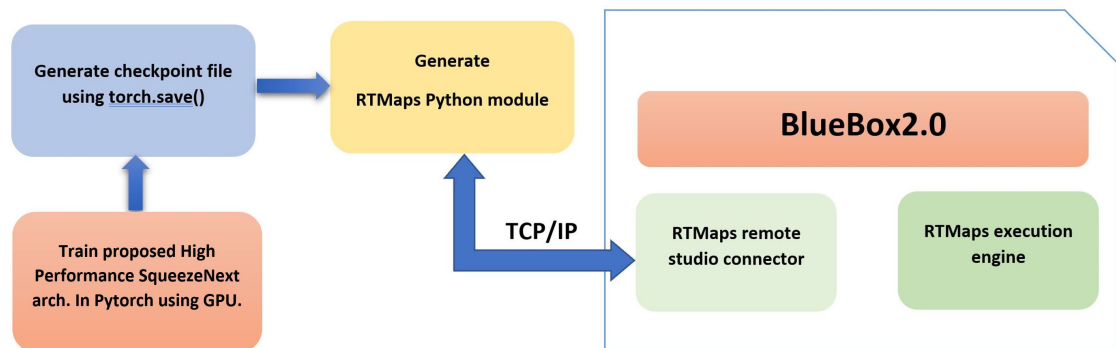 Generate checkpoint file
using torch.save()
Generate
RTMaps Python module
BlueBox2.0
Train proposed High
Performance SqueezeNext
arch. In Pytorch using GPU.
TCP/IP
RTMaps remote
studio connector
RTMaps execution
engine